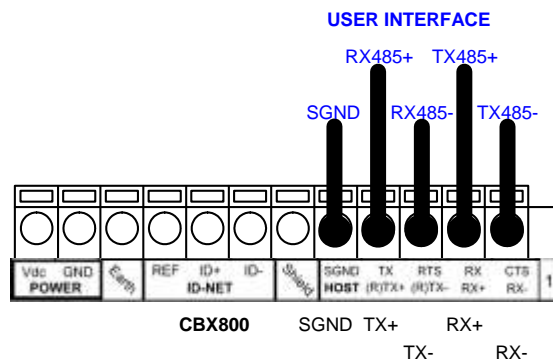 USER INTERFACE
RX485+ TX485+
SGND RX485- TX485-
Vdc GND Earth REF ID+ ID- Shield SGND TX RTS RX CTS
POWER ID-NET HOST (R)TX+ (R)TX- RX+ RX- 1
CBX800 SGND TX+ RX+
TX- RX-